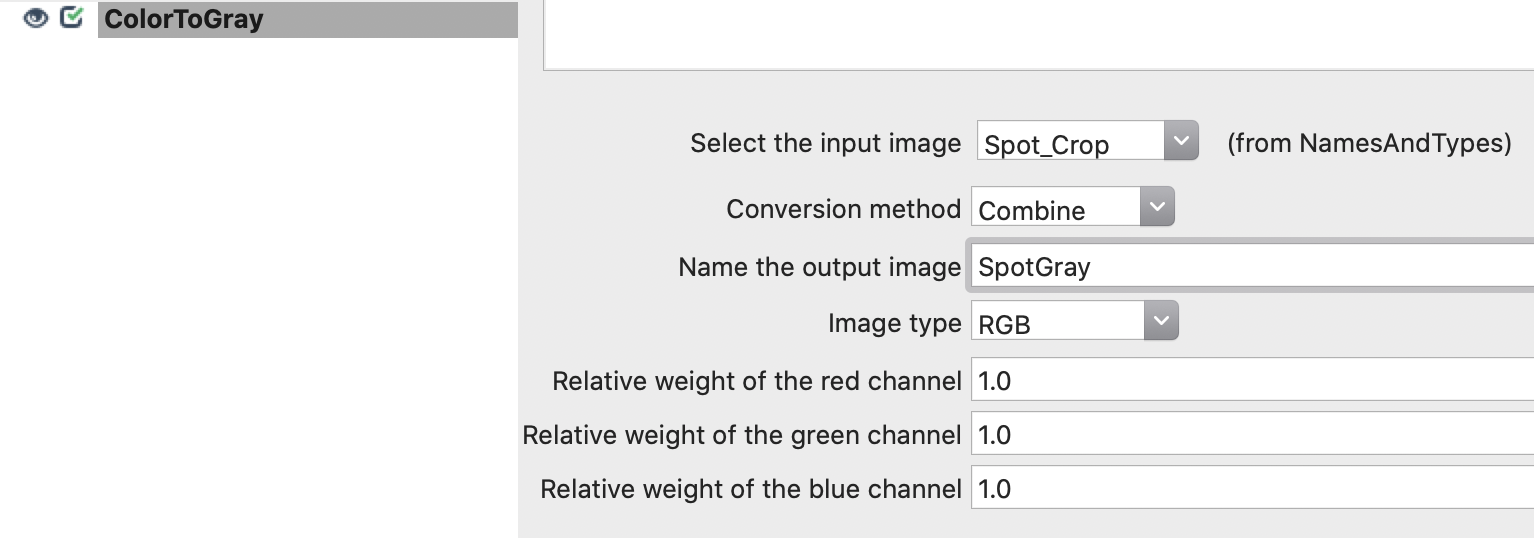 ColorToGray
Select the input image Spot_Crop (from NamesAndTypes)
Conversion method Combine
Name the output image SpotGray
Image type RGB
Relative weight of the red channel 1.0
Relative weight of the green channel 1.0
Relative weight of the blue channel 1.0